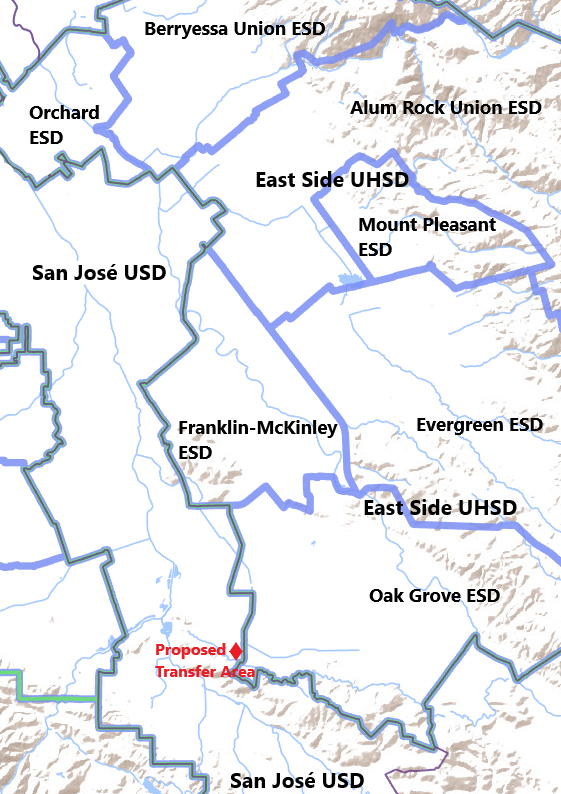 Berryessa Union ESD
Alum Rock Union ESD
Orchard
ESD
East Side UHSD
Mount Pleasant
ESD
San José USD
Franklin-McKinley
ESD
Evergreen ESD
East Side UHSD
Oak Grove ESD
Proposed
Transfer Area
San José USD